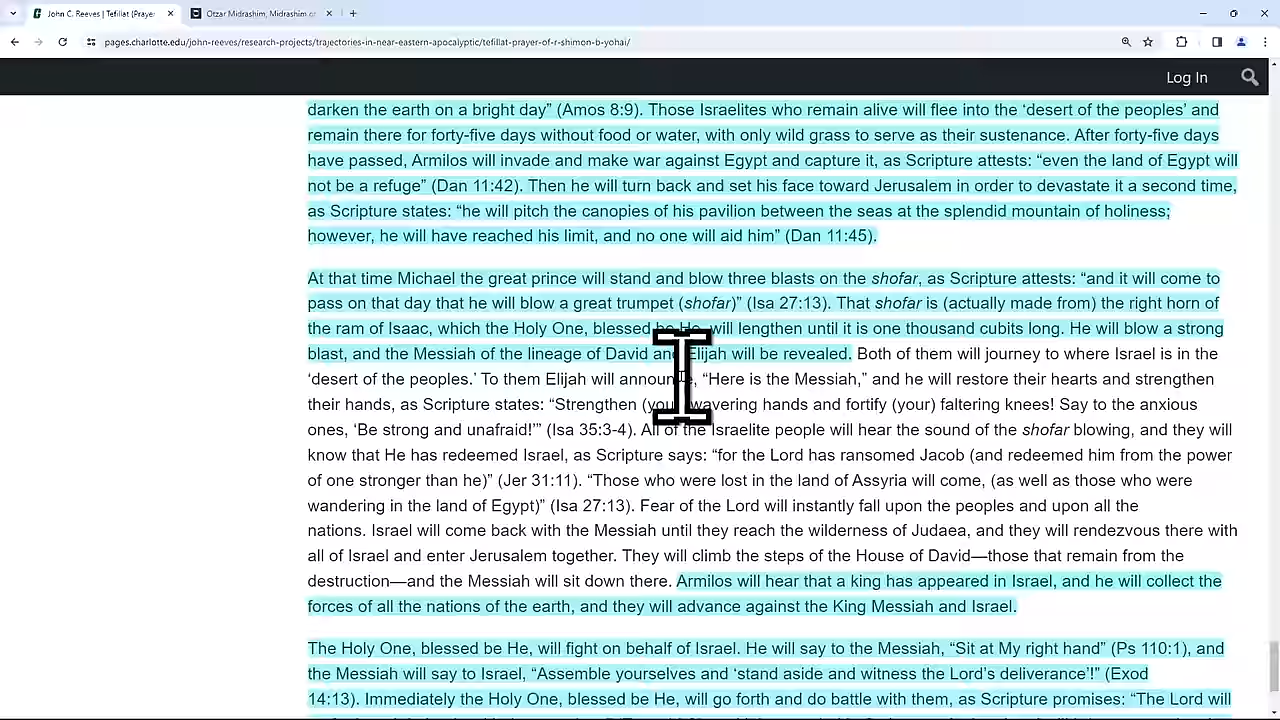 John C. Reeves | Tefillat (Praye
Otzar Midrashim, Midrashim or
pages.charlotte.edu/john-reeves/research-projects/trajectories-in-near-eastern-apocalyptic/tefillat-prayer-of-r-shimon-b-yohai/
Log In
darken the earth on a bright day” (Amos 8:9). Those Israelites who remain alive will flee into the ‘desert of the peoples’ and
remain there for forty-five days without food or water, with only wild grass to serve as their sustenance. After forty-five days
have passed, Armilos will invade and make war against Egypt and capture it, as Scripture attests: “even the land of Egypt will
not be a refuge” (Dan 11:42). Then he will turn back and set his face toward Jerusalem in order to devastate it a second time,
as Scripture states: “he will pitch the canopies of his pavilion between the seas at the splendid mountain of holiness;
however, he will have reached his limit, and no one will aid him” (Dan 11:45).
At that time Michael the great prince will stand and blow three blasts on the shofar, as Scripture attests: “and it will come to
pass on that day that he will blow a great trumpet (shofar)” (Isa 27:13). That shofar is (actually made from) the right horn of
the ram of Isaac, which the Holy One, blessed be He, will lengthen until it is one thousand cubits long. He will blow a strong
blast, and the Messiah of the lineage of David and Elijah will be revealed. Both of them will journey to where Israel is in the
‘desert of the peoples.’ To them Elijah will announce, “Here is the Messiah,” and he will restore their hearts and strengthen
their hands, as Scripture states: “Strengthen (your) wavering hands and fortify (your) faltering knees! Say to the anxious
ones, ‘Be strong and unafraid!’” (Isa 35:3-4). All of the Israelite people will hear the sound of the shofar blowing, and they will
know that He has redeemed Israel, as Scripture says: “for the Lord has ransomed Jacob (and redeemed him from the power
of one stronger than he)” (Jer 31:11). “Those who were lost in the land of Assyria will come, (as well as those who were
wandering in the land of Egypt)” (Isa 27:13). Fear of the Lord will instantly fall upon the peoples and upon all the
nations. Israel will come back with the Messiah until they reach the wilderness of Judaea, and they will rendezvous there with
all of Israel and enter Jerusalem together. They will climb the steps of the House of David—those that remain from the
destruction—and the Messiah will sit down there. Armilos will hear that a king has appeared in Israel, and he will collect the
forces of all the nations of the earth, and they will advance against the King Messiah and Israel.
The Holy One, blessed be He, will fight on behalf of Israel. He will say to the Messiah, “Sit at My right hand” (Ps 110:1), and
the Messiah will say to Israel, “Assemble yourselves and ‘stand aside and witness the Lord’s deliverance’!” (Exod
14:13). Immediately the Holy One, blessed be He, will go forth and do battle with them, as Scripture promises: “The Lord will